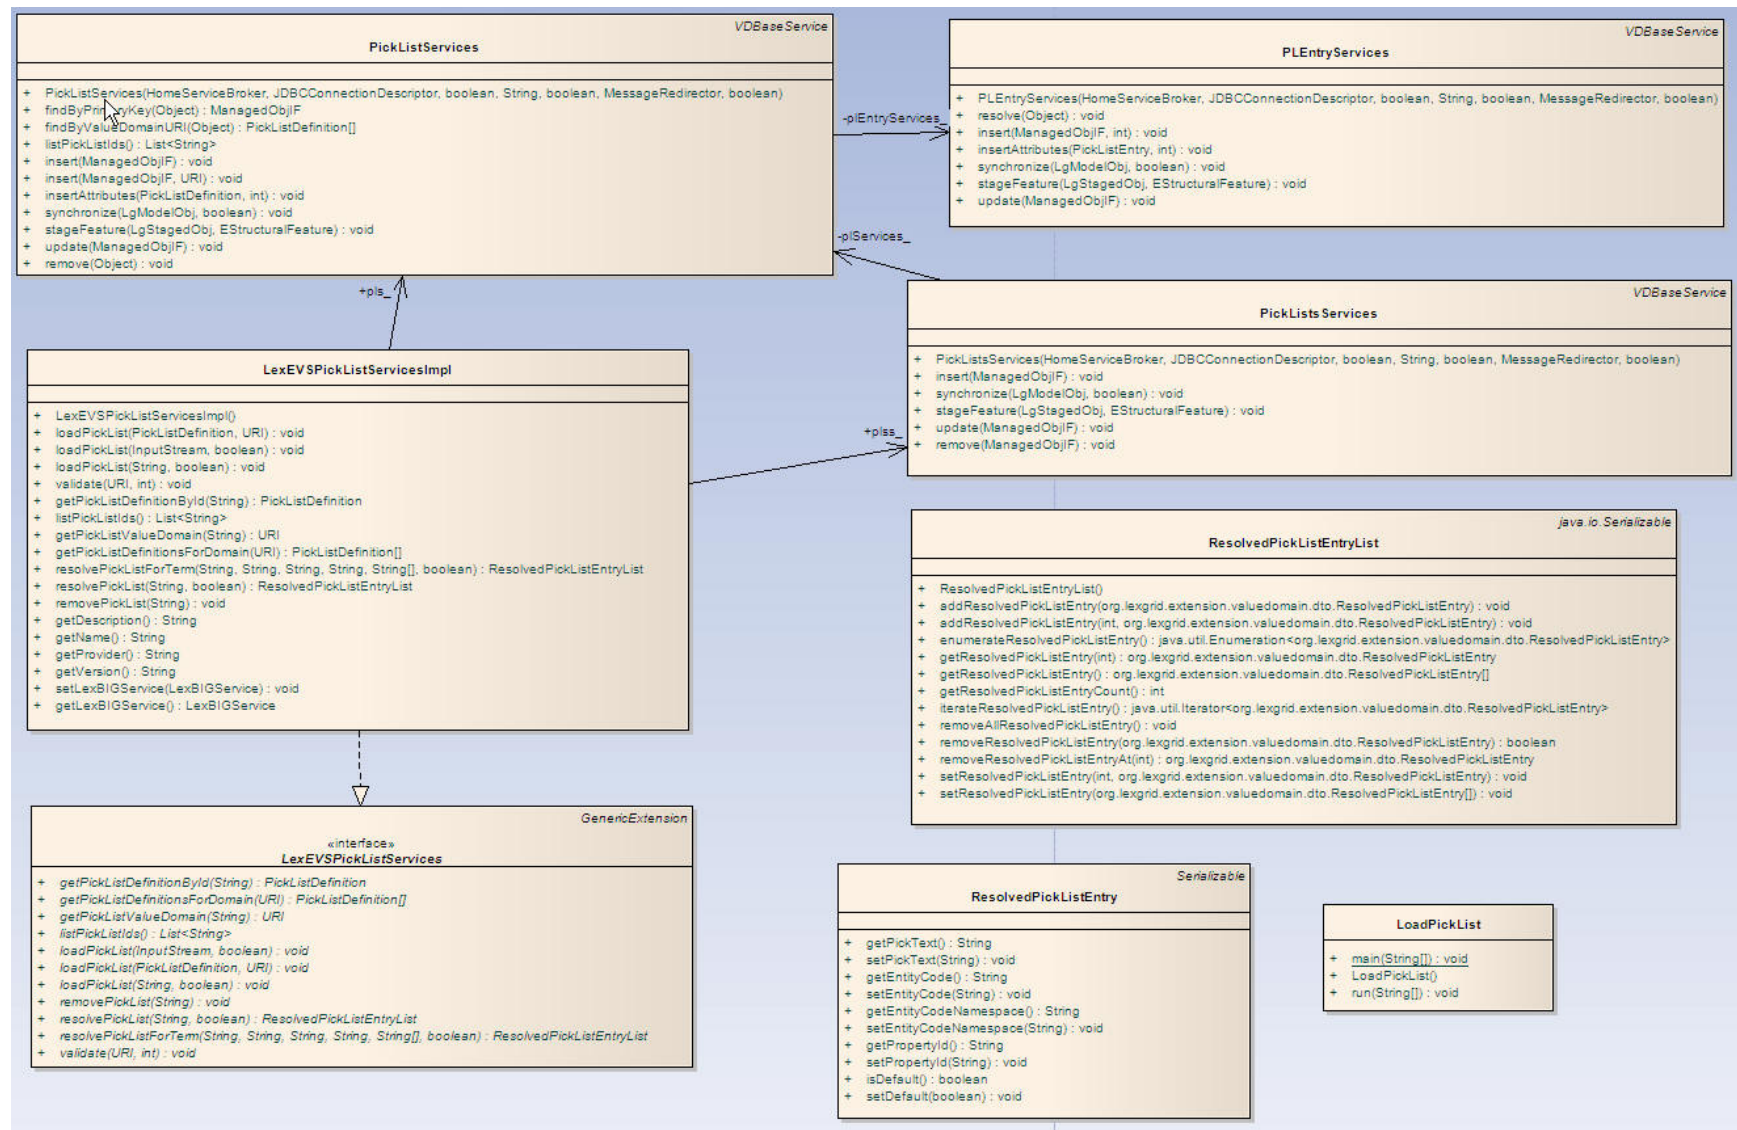 VDBaseService
PickListServices
+ PickListServices(HomeServiceBroker, JDBCConnectionDescriptor, boolean, String, boolean, MessageRedirector, boolean)
+ findByPrimaryKey(Object) : ManagedObjIF
+ findByValueDomainURI(Object) : PickListDefinition[]
+ listPickListIds() : List<String>
+ insert(ManagedObjIF) : void
+ insert(ManagedObjIF, URI) : void
+ insertAttributes(PickListDefinition, int) : void
+ synchronize(LgModelObj, boolean) : void
+ stageFeature(LgStagedObj, EStructuralFeature) : void
+ update(ManagedObjIF) : void
+ remove(Object) : void
-plEntryServices_
VDBaseService
PLEntryServices
+ PLEntryServices(HomeServiceBroker, JDBCConnectionDescriptor, boolean, String, boolean, MessageRedirector, boolean)
+ resolve(Object) : void
+ insert(ManagedObjIF, int) : void
+ insertAttributes(PickListEntry, int) : void
+ synchronize(LgModelObj, boolean) : void
+ stageFeature(LgStagedObj, EStructuralFeature) : void
+ update(ManagedObjIF) : void
-plServices_
+pls_
VDBaseService
PickListsServices
+ PickListsServices(HomeServiceBroker, JDBCConnectionDescriptor, boolean, String, boolean, MessageRedirector, boolean)
+ insert(ManagedObjIF) : void
+ synchronize(LgModelObj, boolean) : void
+ stageFeature(LgStagedObj, EStructuralFeature) : void
+ update(ManagedObjIF) : void
+ remove(ManagedObjIF) : void
+plss_
LexEVSPickListServicesImpl
+ LexEVSPickListServicesImpl()
+ loadPickList(PickListDefinition, URI) : void
+ loadPickList(InputStream, boolean) : void
+ loadPickList(String, boolean) : void
+ validate(URI, int) : void
+ getPickListDefinitionById(String) : PickListDefinition
+ listPickListIds() : List<String>
+ getPickListValueDomain(String) : URI
+ getPickListDefinitionsForDomain(URI) : PickListDefinition[]
+ resolvePickListForTerm(String, String, String, String, String[], boolean) : ResolvedPickListEntryList
+ resolvePickList(String, boolean) : ResolvedPickListEntryList
+ removePickList(String) : void
+ getDescription() : String
+ getName() : String
+ getProvider() : String
+ getVersion() : String
+ setLexBIGService(LexBIGService) : void
+ getLexBIGService() : LexBIGService
java.io.Serializable
ResolvedPickListEntryList
+ ResolvedPickListEntryList()
+ addResolvedPickListEntry(org.lexgrid.extension.valuedomain.dto.ResolvedPickListEntry) : void
+ addResolvedPickListEntry(int, org.lexgrid.extension.valuedomain.dto.ResolvedPickListEntry) : void
+ enumerateResolvedPickListEntry() : java.util.Enumeration<org.lexgrid.extension.valuedomain.dto.ResolvedPickListEntry>
+ getResolvedPickListEntry(int) : org.lexgrid.extension.valuedomain.dto.ResolvedPickListEntry
+ getResolvedPickListEntry() : org.lexgrid.extension.valuedomain.dto.ResolvedPickListEntry[]
+ getResolvedPickListEntryCount() : int
+ iterateResolvedPickListEntry() : java.util.Iterator<org.lexgrid.extension.valuedomain.dto.ResolvedPickListEntry>
+ removeAllResolvedPickListEntry() : void
+ removeResolvedPickListEntry(org.lexgrid.extension.valuedomain.dto.ResolvedPickListEntry) : boolean
+ removeResolvedPickListEntryAt(int) : org.lexgrid.extension.valuedomain.dto.ResolvedPickListEntry
+ setResolvedPickListEntry(int, org.lexgrid.extension.valuedomain.dto.ResolvedPickListEntry) : void
+ setResolvedPickListEntry(org.lexgrid.extension.valuedomain.dto.ResolvedPickListEntry[]) : void
GenericExtension
«interface»
LexEVSPickListServices
+ getPickListDefinitionById(String) : PickListDefinition
+ getPickListDefinitionsForDomain(URI) : PickListDefinition[]
+ getPickListValueDomain(String) : URI
+ listPickListIds() : List<String>
+ loadPickList(InputStream, boolean) : void
+ loadPickList(PickListDefinition, URI) : void
+ loadPickList(String, boolean) : void
+ removePickList(String) : void
+ resolvePickList(String, boolean) : ResolvedPickListEntryList
+ resolvePickListForTerm(String, String, String, String, String[], boolean) : ResolvedPickListEntryList
+ validate(URI, int) : void
Serializable
ResolvedPickListEntry
+ getPickText() : String
+ setPickText(String) : void
+ getEntityCode() : String
+ setEntityCode(String) : void
+ getEntityCodeNamespace() : String
+ setEntityCodeNamespace(String) : void
+ getPropertyId() : String
+ setPropertyId(String) : void
+ isDefault() : boolean
+ setDefault(boolean) : void
LoadPickList
+ main(String[]) : void
+ LoadPickList()
+ run(String[]) : void